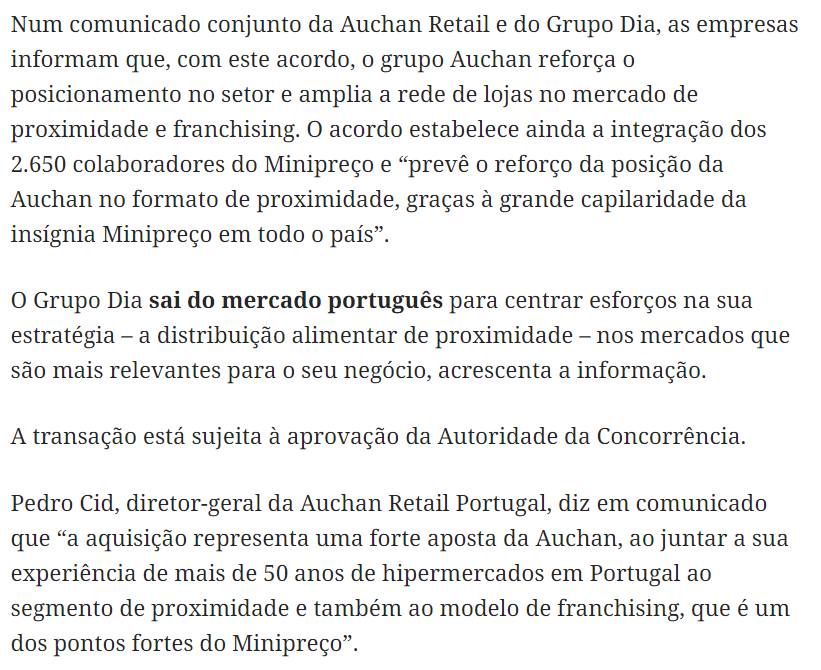 Num comunicado conjunto da Auchan Retail e do Grupo Dia, as empresas
informam que, com este acordo, o grupo Auchan reforça o
posicionamento no setor e amplia a rede de lojas no mercado de
proximidade e franchising. O acordo estabelece ainda a integração dos
2.650 colaboradores do Minipreço e “prevê o reforço da posição da
Auchan no formato de proximidade, graças à grande capilaridade da
insígnia Minipreço em todo o país”.
O Grupo Dia sai do mercado português para centrar esforços na sua
estratégia – a distribuição alimentar de proximidade – nos mercados que
são mais relevantes para o seu negócio, acrescenta a informação.
A transação está sujeita à aprovação da Autoridade da Concorrência.
Pedro Cid, diretor-geral da Auchan Retail Portugal, diz em comunicado
que “a aquisição representa uma forte aposta da Auchan, ao juntar a sua
experiência de mais de 50 anos de hipermercados em Portugal ao
segmento de proximidade e também ao modelo de franchising, que é um
dos pontos fortes do Minipreço”.